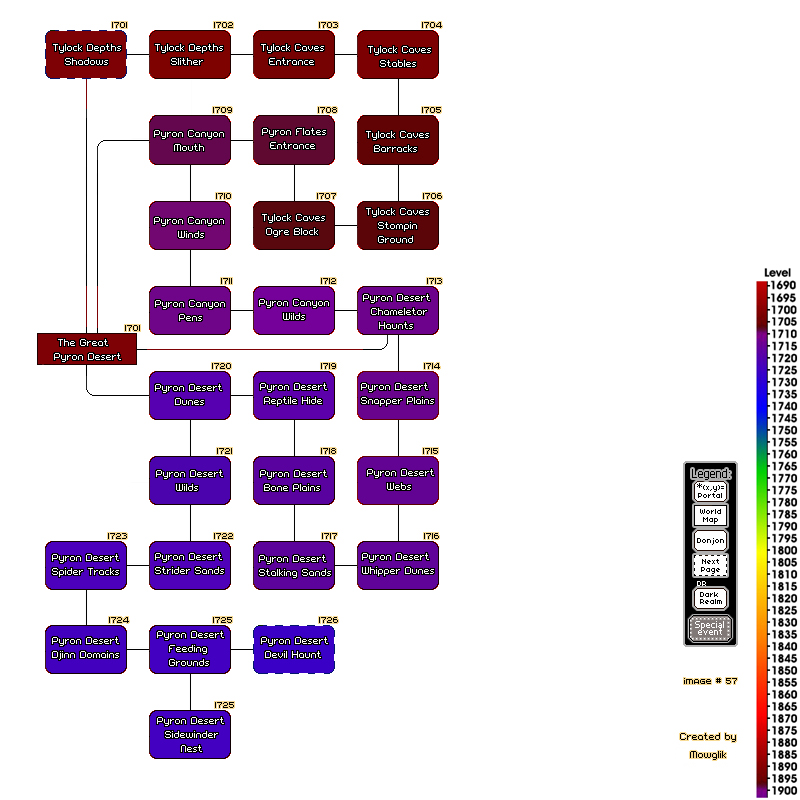 1701
Tylock Depths
Shadows
1702
Tylock Depths
Slither
1703
Tylock Caves
Entrance
1704
Tylock Caves
Stables
1709
Pyron Canyon
Mouth
1708
Pyron Flates
Entrance
1705
Tylock Caves
Barracks
1710
Pyron Canyon
Winds
1707
Tylock Caves
Ogre Block
1706
Tylock Caves
Stompin
Ground
1711
Pyron Canyon
Pens
1712
Pyron Canyon
Wilds
1713
Pyron Desert
Chameletor
Haunts
1701
The Great
Pyron Desert
1720
Pyron Desert
Dunes
1719
Pyron Desert
Reptile Hide
1714
Pyron Desert
Snapper Plains
1721
Pyron Desert
Wilds
1718
Pyron Desert
Bone Plains
1715
Pyron Desert
Webs
1723
Pyron Desert
Spider Tracks
1722
Pyron Desert
Strider Sands
1717
Pyron Desert
Stalking Sands
1716
Pyron Desert
Whipper Dunes
1724
Pyron Desert
Djinn Domains
1725
Pyron Desert
Feeding
Grounds
1726
Pyron Desert
Devil Haunt
1725
Pyron Desert
Sidewinder
Nest
Level
1690
1695
1700
1705
1710
1715
1720
1725
1730
1735
1740
1745
1750
1755
1760
1765
1770
1775
1780
1785
1790
1795
1800
1805
1810
1815
1820
1825
1830
1835
1840
1845
1850
1855
1860
1865
1870
1875
1880
1885
1890
1895
1900
Legend:
*(x,y)=
Portal
World
Map
Donjon
Next
Page
DR
Dark
Realm
Special
event
image # 57
Created by
Mowglik